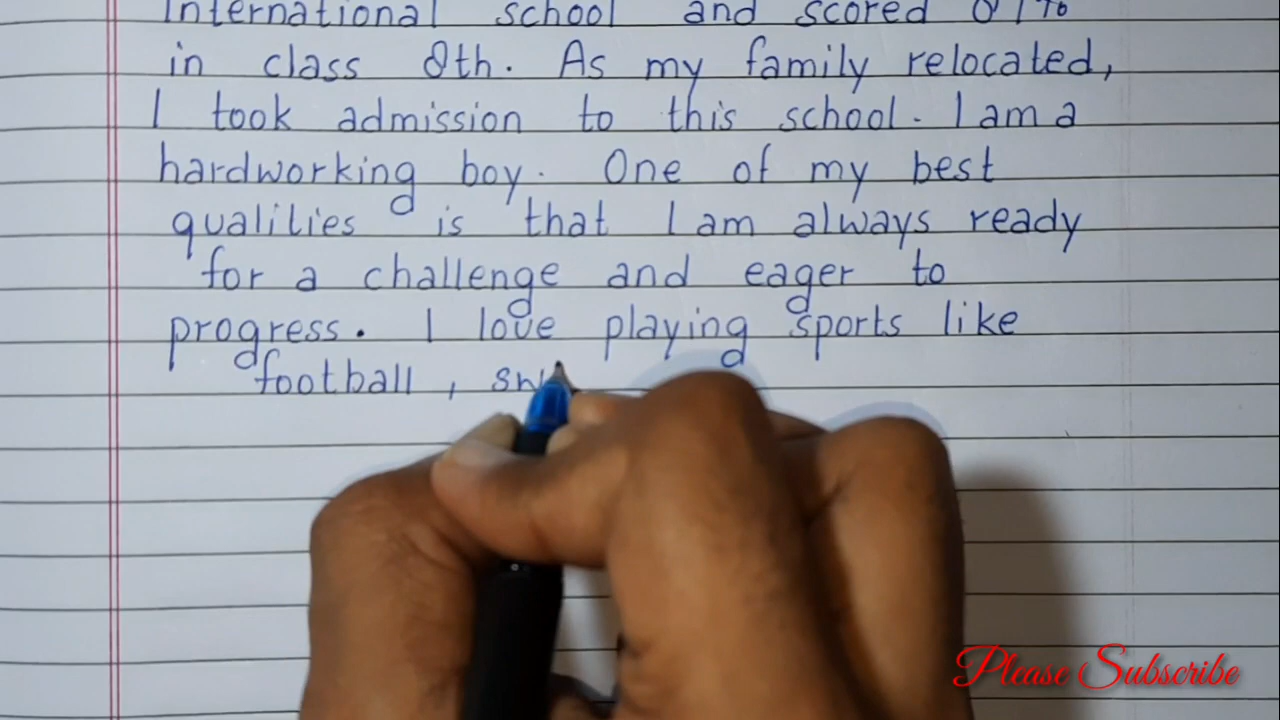 International school and scored
in class 8th. As my family relocated,
I took admission to this school. I am a
hardworking boy. One of my best
qualilies is that I am always ready
for a challenge and eager to
progress. I love playing sports like
football,
Please Subscribe